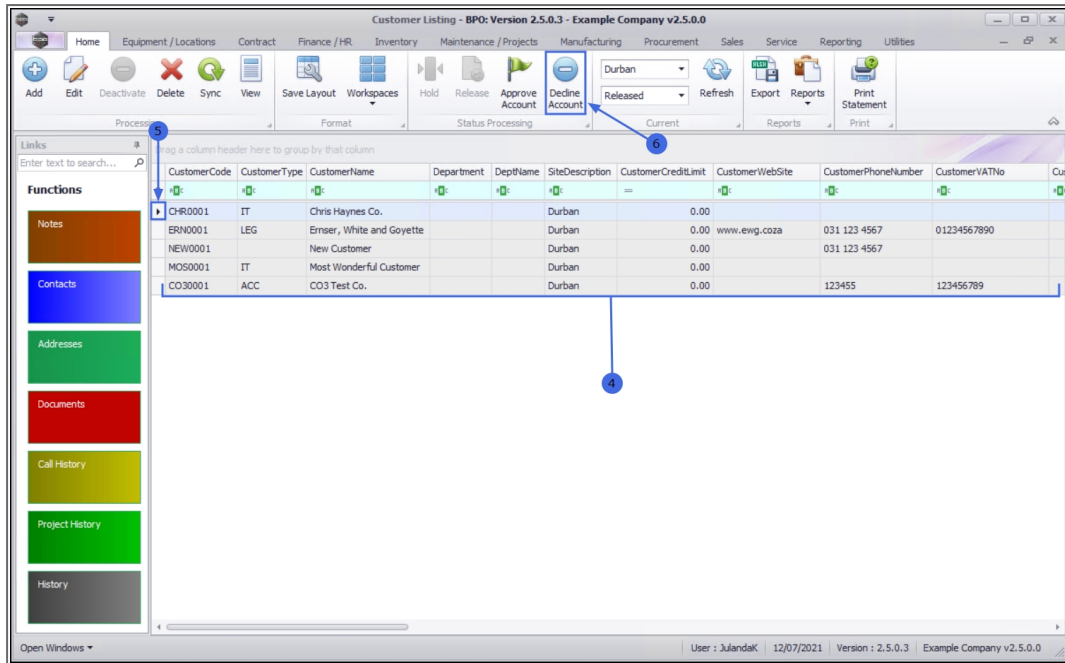 Customer Listing - BPO: Version 2.5.0.3 - Example Company v2.5.0.0
Home Equipment / Locations Contract Finance / HR Inventory Maintenance / Projects Manufacturing Procurement Sales Service Reporting Utilities
Add Edit Deactivate Delete Sync View Save Layout Workspaces Hold Release Approve Account Decline Account Durban Released Refresh Export Reports Print Statement
Format Status Processing Current Reports Print
5
6
Links
Enter text to search...
Drag a column header here to group by that column
CustomerCode CustomerType CustomerName Department DeptName SiteDescription CustomerCreditLimit CustomerWebSite CustomerPhoneNumber CustomerVATNo
Functions
CHR0001 IT Chris Haynes Co. Durban 0.00
ERN0001 LEG Ernser, White and Goyette Durban 0.00 www.ewg.coza 031 123 4567 01234567890
NEW0001 New Customer Durban 0.00 031 123 4567
MOS0001 IT Most Wonderful Customer Durban 0.00
CO30001 ACC CO3 Test Co. Durban 0.00 123455 123456789
4
Notes
Contacts
Addresses
Documents
Call History
Project History
History
Open Windows User : JulandaK 12/07/2021 Version : 2.5.0.3 Example Company v2.5.0.0